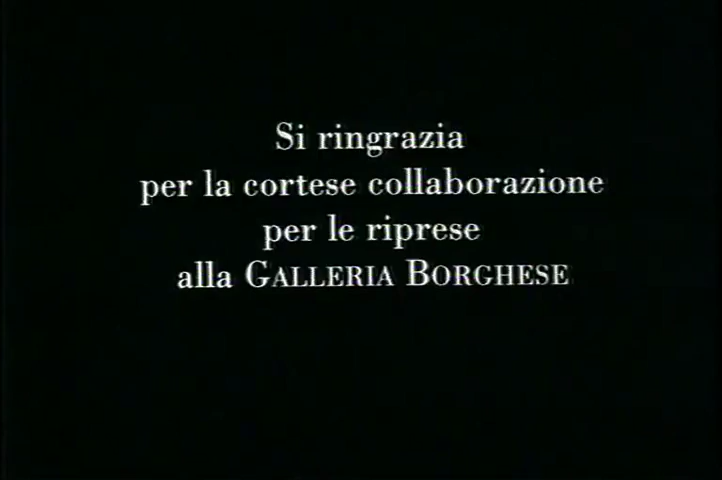 Si ringrazia
per la cortese collaborazione
per le riprese
alla GALLERIA BORGHESE